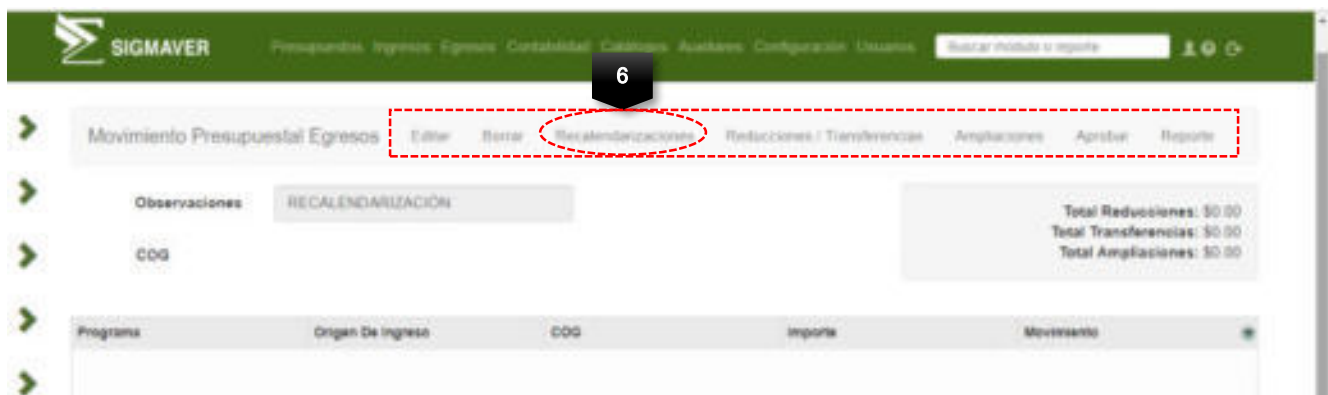 SIGMAVER Presupuestos Ingresos Egresos Contabilidad Catálogos Auxiliares Configuración Usuarios Buscar módulo o reporte
6
Movimiento Presupuestal Egresos Editar Borrar Recalendarizaciones Reducciones / Transferencias Ampliaciones Aprobar Reporte
Observaciones RECALENDARIZACIÓN
Total Reducciones: $0.00
Total Transferencias: $0.00
COG
Total Ampliaciones: $0.00
Programa Origen De Ingreso COG Importe Movimiento